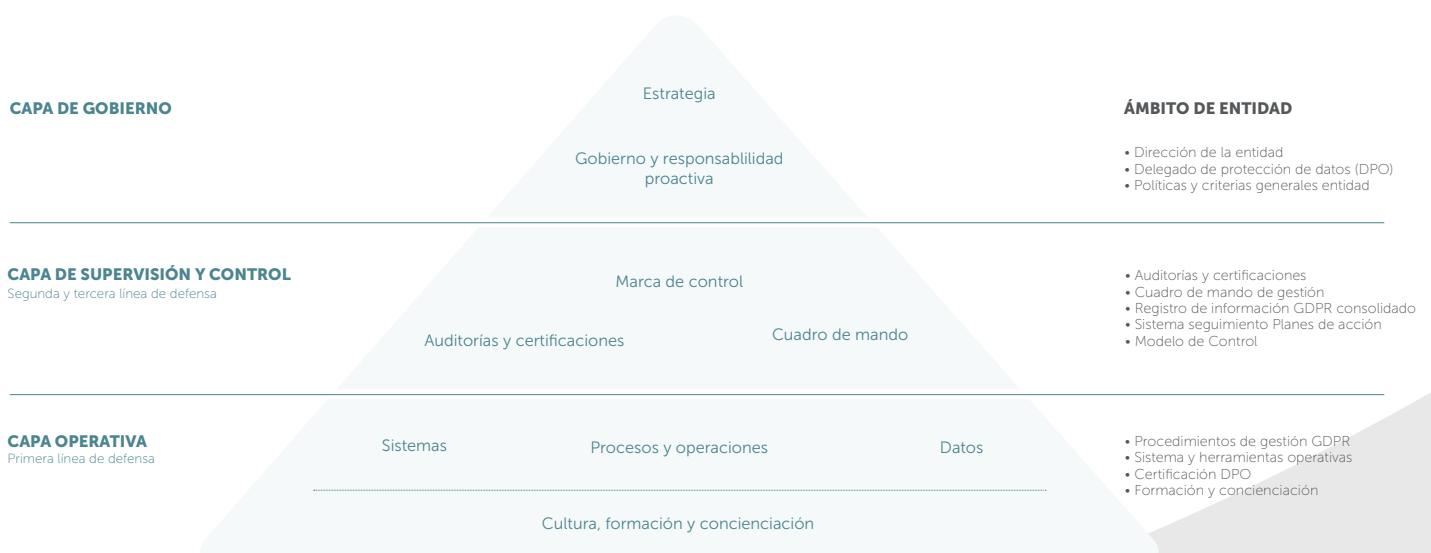 Estrategia
CAPA DE GOBIERNO
Gobierno y responsablilidad
proactiva
ÁMBITO DE ENTIDAD
• Dirección de la entidad
• Delegado de protección de datos (DPO)
• Políticas y criterias generales entidad
CAPA DE SUPERVISIÓN Y CONTROL
Segunda y tercera línea de defensa
Marca de control
Auditorías y certificaciones
Cuadro de mando
• Auditorías y certificaciones
• Cuadro de mando de gestión
• Registro de información GDPR consolidado
• Sistema seguimiento Planes de acción
• Modelo de Control
CAPA OPERATIVA
Primera línea de defensa
Sistemas
Procesos y operaciones
Datos
Cultura, formación y concienciación
• Procedimientos de gestión GDPR
• Sistema y herramientas operativas
• Certificación DPO
• Formación y concienciación